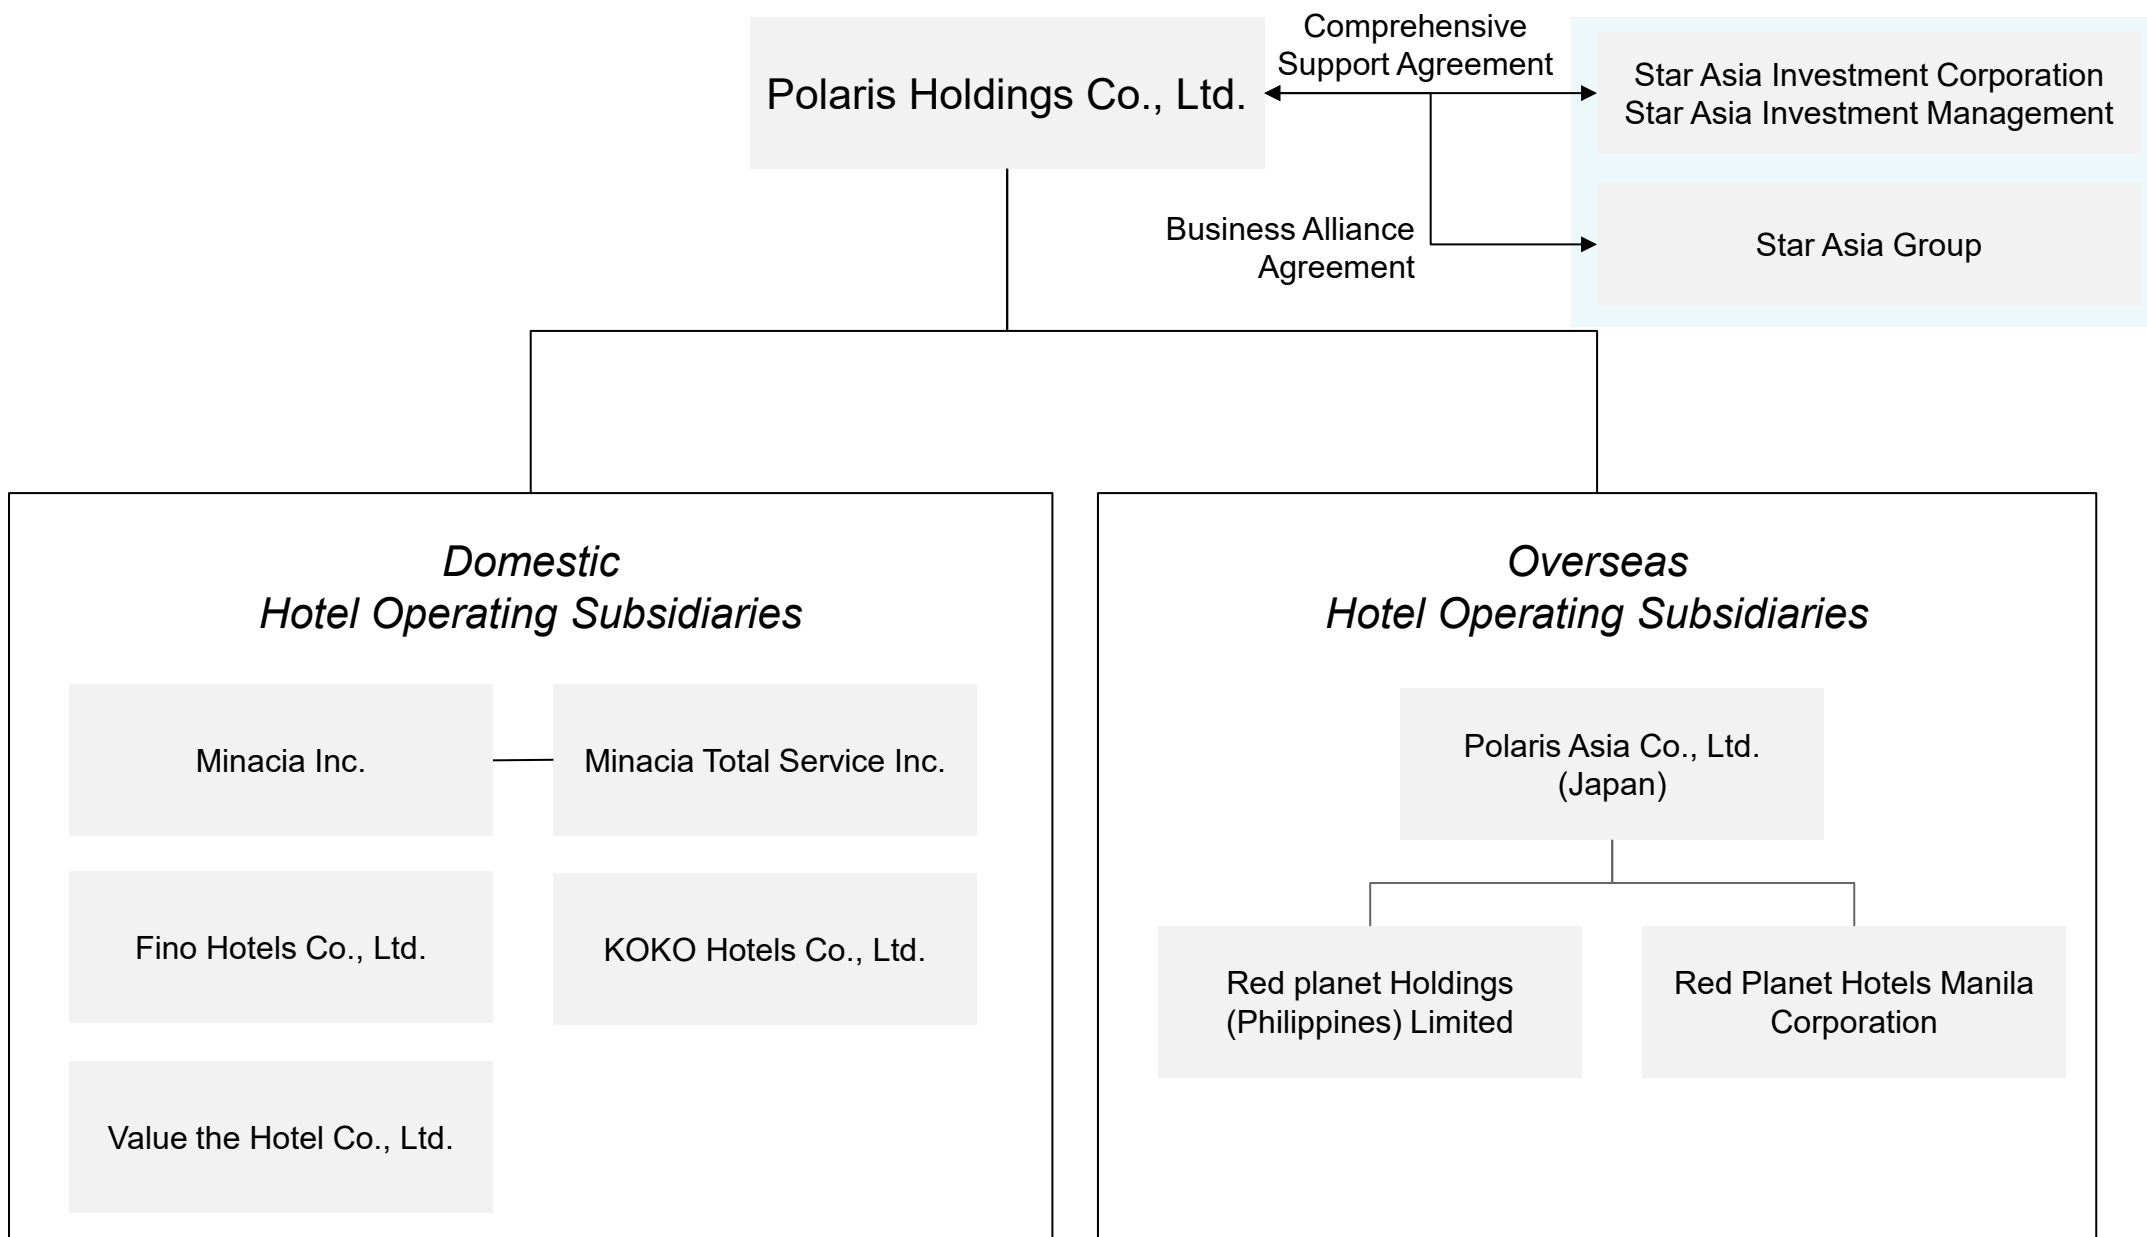 Comprehensive
Support Agreement
Polaris Holdings Co., Ltd.
Star Asia Investment Corporation
Star Asia Investment Management
Business Alliance
Agreement
Star Asia Group
Domestic
Hotel Operating Subsidiaries
Minacia Inc.
Minacia Total Service Inc.
Fino Hotels Co., Ltd.
KOKO Hotels Co., Ltd.
Value the Hotel Co., Ltd.
Overseas
Hotel Operating Subsidiaries
Polaris Asia Co., Ltd.
(Japan)
Red planet Holdings
(Philippines) Limited
Red Planet Hotels Manila
Corporation